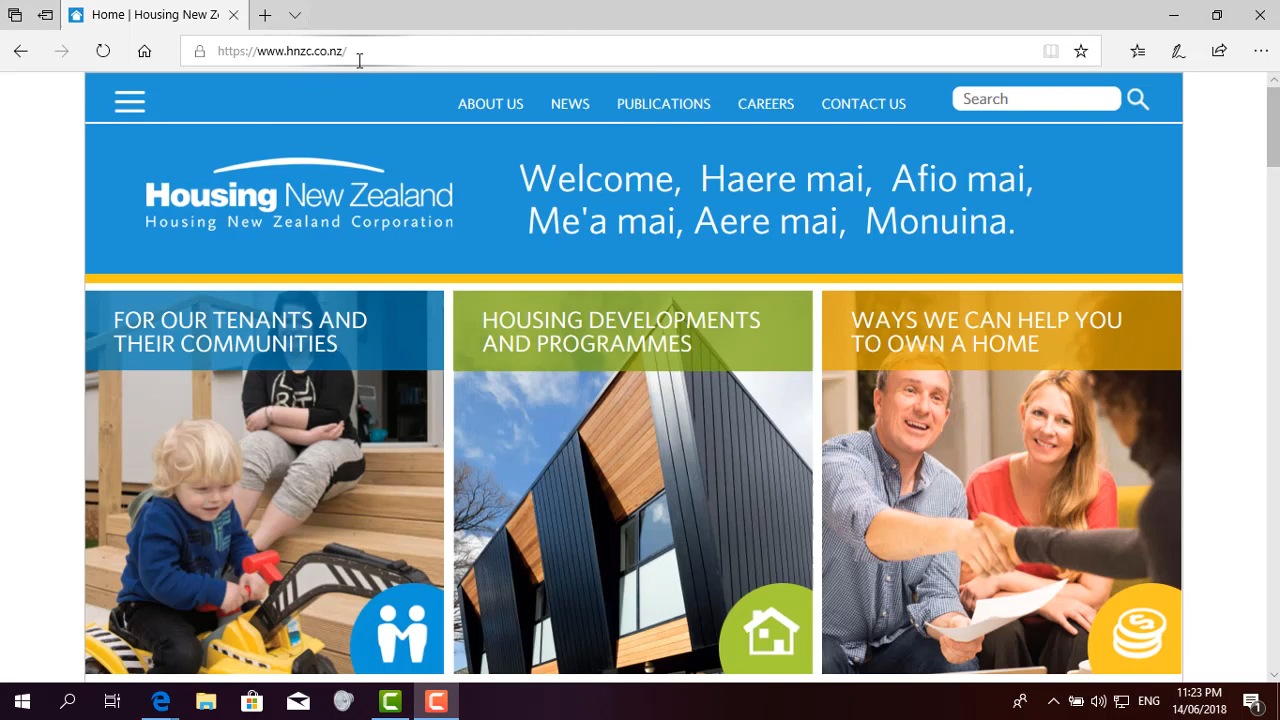 Home | Housing New Ze
https://www.hnzc.co.nz/
ABOUT US NEWS PUBLICATIONS CAREERS CONTACT US Search
Housing New Zealand
Housing New Zealand Corporation
Welcome, Haere mai, Afio mai,
Me'a mai, Aere mai, Monuina.
FOR OUR TENANTS AND
THEIR COMMUNITIES
HOUSING DEVELOPMENTS
AND PROGRAMMES
WAYS WE CAN HELP YOU
TO OWN A HOME
ENG
11:23 PM
14/06/2018
1